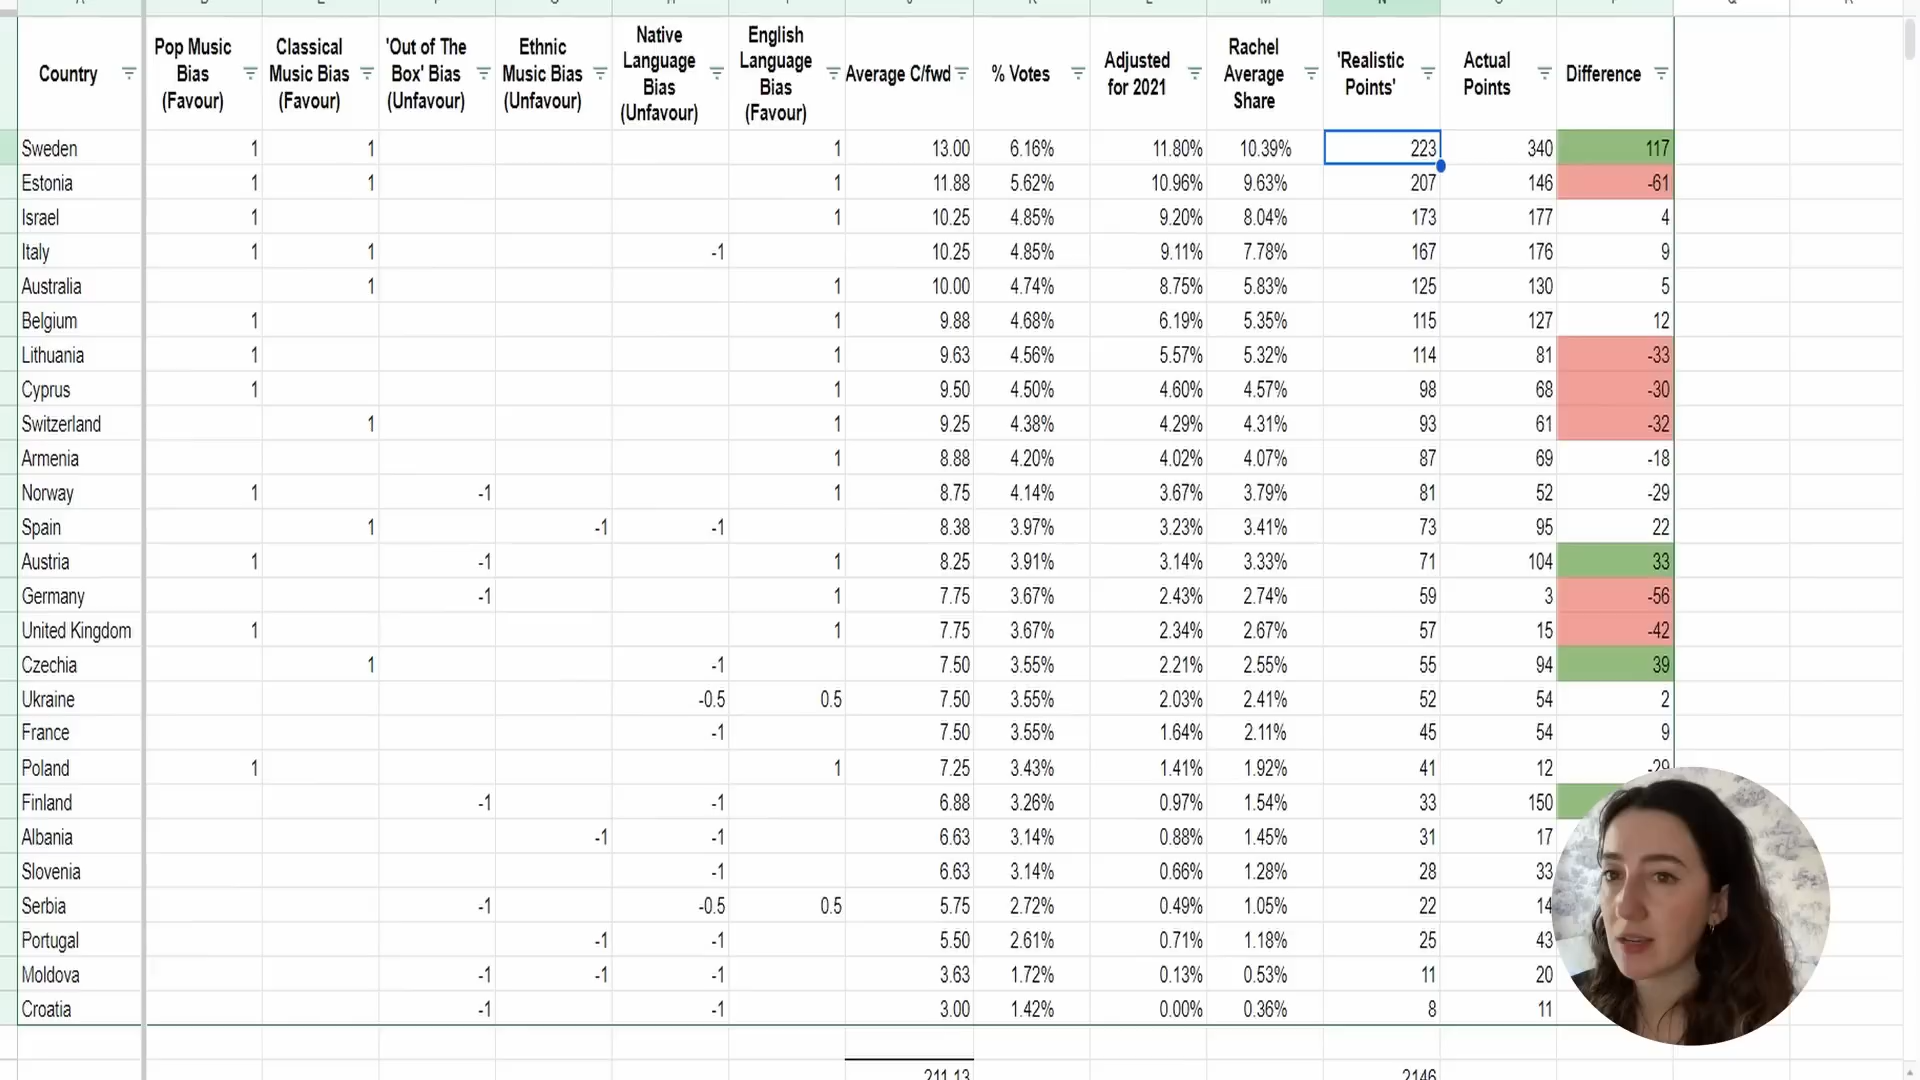 Country
Pop Music Bias (Favour)
Classical Music Bias (Favour)
'Out of The Box' Bias (Unfavour)
Ethnic Music Bias (Unfavour)
Native Language Bias (Unfavour)
English Language Bias (Favour)
Average C/fwd
% Votes
Adjusted for 2021
Rachel Average Share
'Realistic Points'
Actual Points
Difference
Sweden 1 1 1 13.00 6.16% 11.80% 10.39% 223 340 117
Estonia 1 1 1 11.88 5.62% 10.96% 9.63% 207 146 -61
Israel 1 1 10.25 4.85% 9.20% 8.04% 173 177 4
Italy 1 1 -1 10.25 4.85% 9.11% 7.78% 167 176 9
Australia 1 1 10.00 4.74% 8.75% 5.83% 125 130 5
Belgium 1 1 9.88 4.68% 6.19% 5.35% 115 127 12
Lithuania 1 1 9.63 4.56% 5.57% 5.32% 114 81 -33
Cyprus 1 1 9.50 4.50% 4.60% 4.57% 98 68 -30
Switzerland 1 1 9.25 4.38% 4.29% 4.31% 93 61 -32
Armenia 1 8.88 4.20% 4.02% 4.07% 87 69 -18
Norway 1 -1 1 8.75 4.14% 3.67% 3.79% 81 52 -29
Spain 1 -1 -1 8.38 3.97% 3.23% 3.41% 73 95 22
Austria 1 -1 1 8.25 3.91% 3.14% 3.33% 71 104 33
Germany -1 1 7.75 3.67% 2.43% 2.74% 59 3 -56
United Kingdom 1 1 7.75 3.67% 2.34% 2.67% 57 15 -42
Czechia 1 -1 7.50 3.55% 2.21% 2.55% 55 94 39
Ukraine -0.5 0.5 7.50 3.55% 2.03% 2.41% 52 54 2
France -1 7.50 3.55% 1.64% 2.11% 45 54 9
Poland 1 1 7.25 3.43% 1.41% 1.92% 41 12 -29
Finland -1 -1 6.88 3.26% 0.97% 1.54% 33 150
Albania -1 -1 6.63 3.14% 0.88% 1.45% 31 17
Slovenia -1 6.63 3.14% 0.66% 1.28% 28 33
Serbia -1 -0.5 0.5 5.75 2.72% 0.49% 1.05% 22 14
Portugal -1 -1 5.50 2.61% 0.71% 1.18% 25 43
Moldova -1 -1 -1 3.63 1.72% 0.13% 0.53% 11 20
Croatia -1 -1 3.00 1.42% 0.00% 0.36% 8 11
211.13 2146